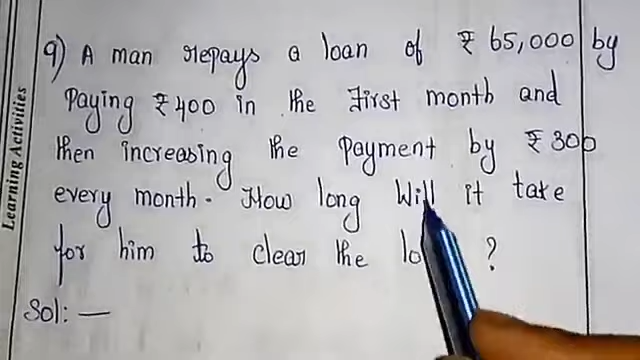 Learning Activities
9) A man repays a loan of ₹ 65,000 by
paying ₹ 400 in the First month and
then increasing the payment by ₹ 300
every month. How long Will it take
for him to clear the ?
Sol: —